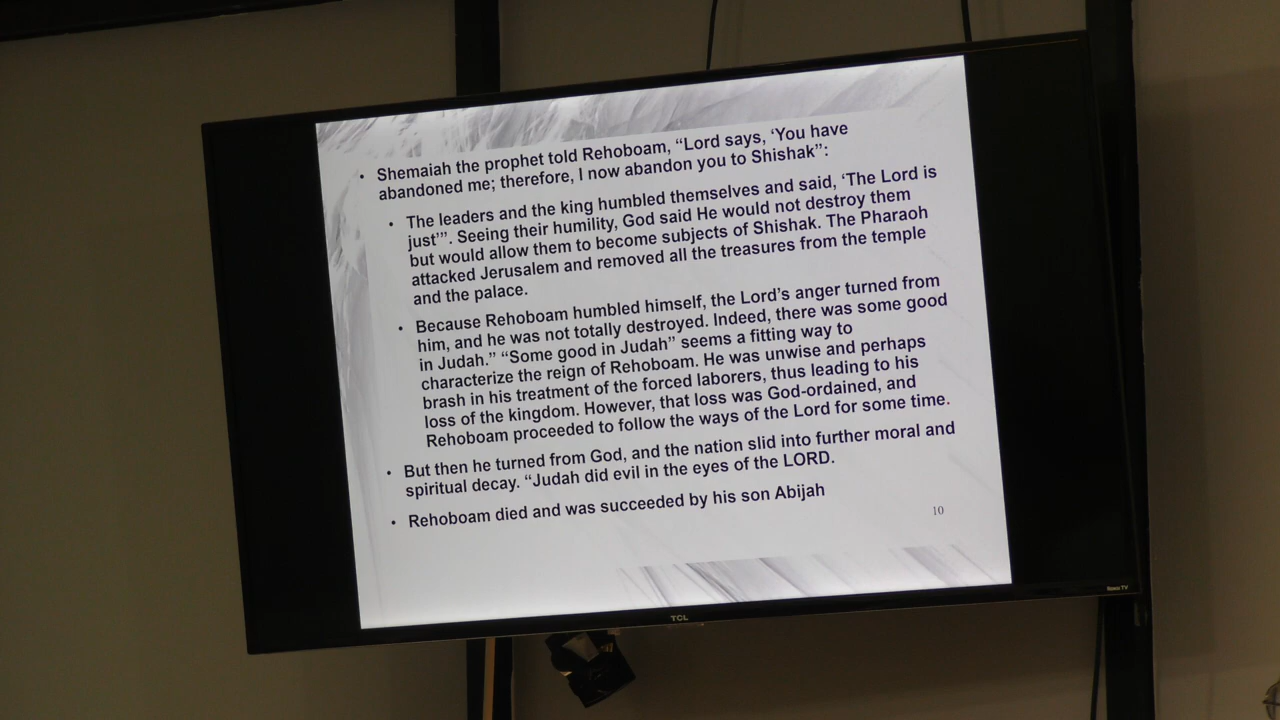 • Shemaiah the prophet told Rehoboam, “Lord says, ‘You have
abandoned me; therefore, I now abandon you to Shishak”:
• The leaders and the king humbled themselves and said, ‘The Lord is
just’”. Seeing their humility, God said He would not destroy them
but would allow them to become subjects of Shishak. The Pharaoh
attacked Jerusalem and removed all the treasures from the temple
and the palace.
• Because Rehoboam humbled himself, the Lord’s anger turned from
him, and he was not totally destroyed. Indeed, there was some good
in Judah.” “Some good in Judah” seems a fitting way to
characterize the reign of Rehoboam. He was unwise and perhaps
brash in his treatment of the forced laborers, thus leading to his
loss of the kingdom. However, that loss was God-ordained, and
Rehoboam proceeded to follow the ways of the Lord for some time.
• But then he turned from God, and the nation slid into further moral and
spiritual decay. “Judah did evil in the eyes of the LORD.
• Rehoboam died and was succeeded by his son Abijah
10
TCL
Roku TV